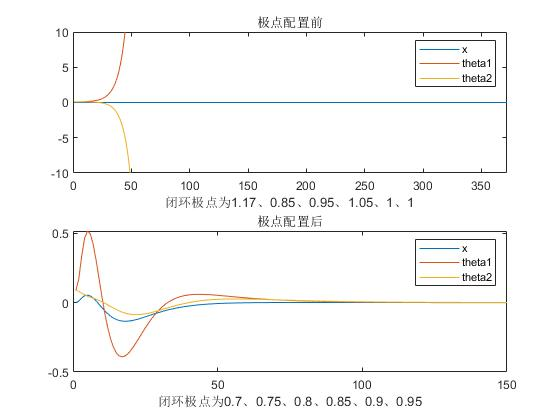 极点配置前
10
5
0
-5
-10
x
theta1
theta2
0 50 100 150 200 250 300 350
闭环极点为1.17、0.85、0.95、1.05、1、1
极点配置后
0.5
0
-0.5
x
theta1
theta2
0 50 100 150
闭环极点为0.7、0.75、0.8、0.85、0.9、0.95